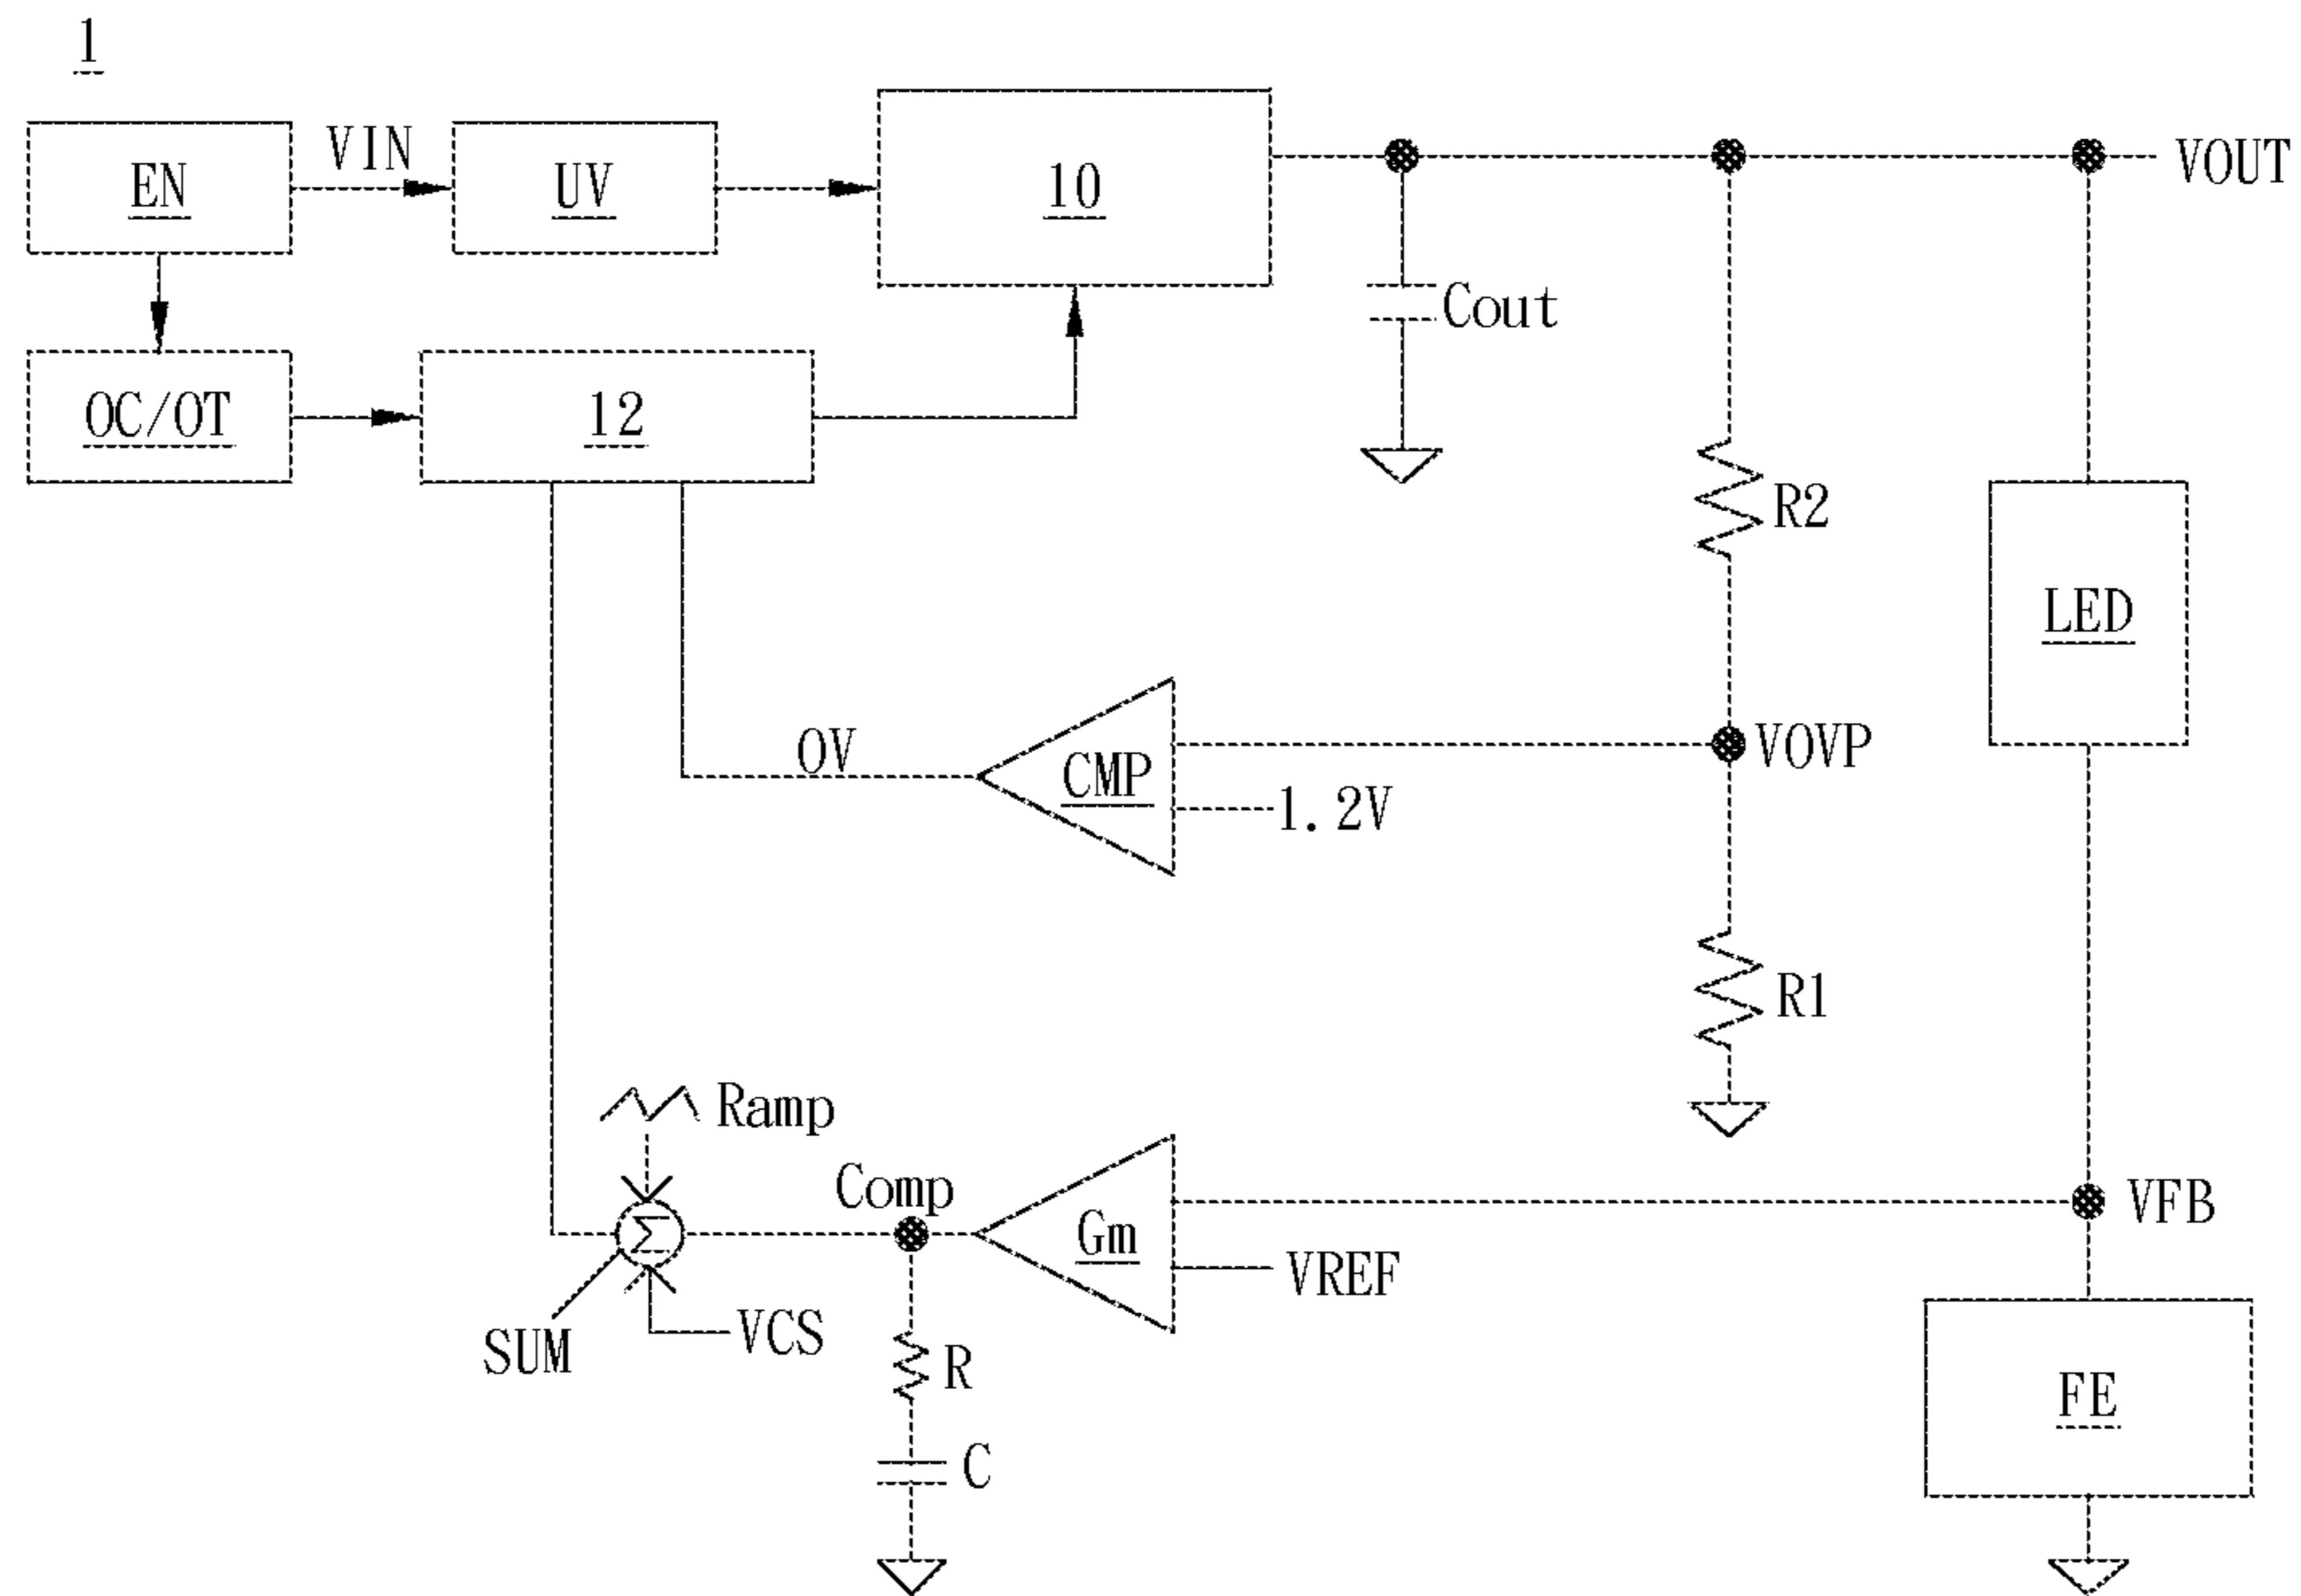 1
EN
VIN
UV
10
VOUT
Cout
OC/OT
12
R2
LED
OV
CMP
VOVP
1.2V
R1
Ramp
Comp
Gm
VFB
Σ
VREF
SUM
VCS
R
FE
C